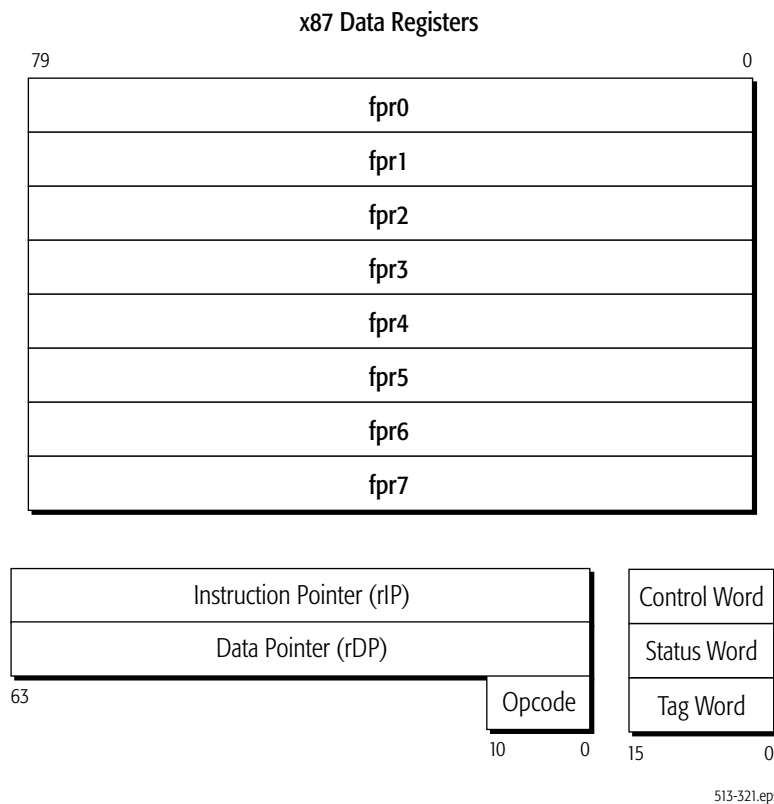 x87 Data Registers
79 0
fpr0
fpr1
fpr2
fpr3
fpr4
fpr5
fpr6
fpr7
Instruction Pointer (rIP) Control Word
Data Pointer (rDP) Status Word
63 Opcode Tag Word
10 0 15 0
513-321.ep